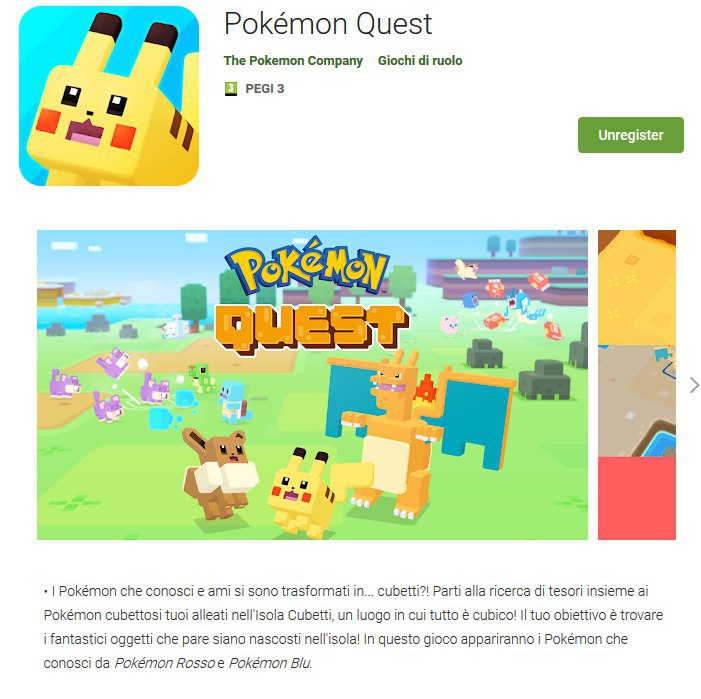 Pokémon Quest
The Pokemon Company Giochi di ruolo
3 PEGI 3
Unregister
POKÉMON
QUEST
• I Pokémon che conosci e ami si sono trasformati in... cubetti?! Parti alla ricerca di tesori insieme ai
Pokémon cubettosi tuoi alleati nell'Isola Cubetti, un luogo in cui tutto è cubico! Il tuo obiettivo è trovare
i fantastici oggetti che pare siano nascosti nell'isola! In questo gioco appariranno i Pokémon che
conosci da Pokémon Rosso e Pokémon Blu.